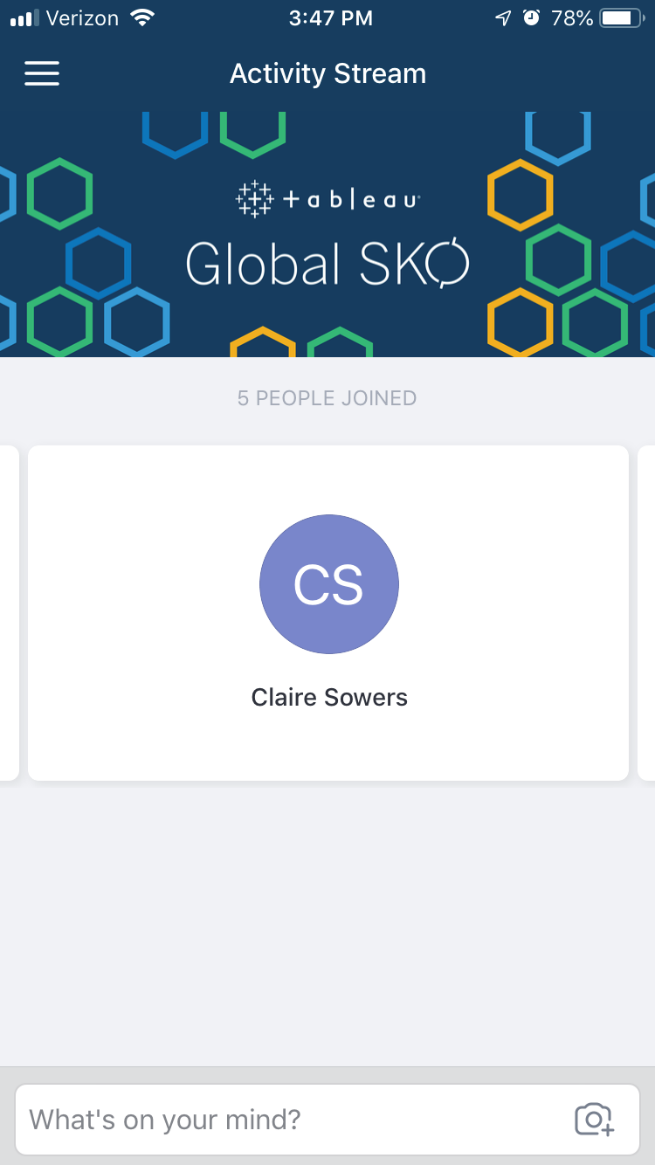 Verizon 3:47 PM 78%
Activity Stream
+ a b l e a u
Global SKO
5 PEOPLE JOINED
CS
Claire Sowers
What's on your mind?